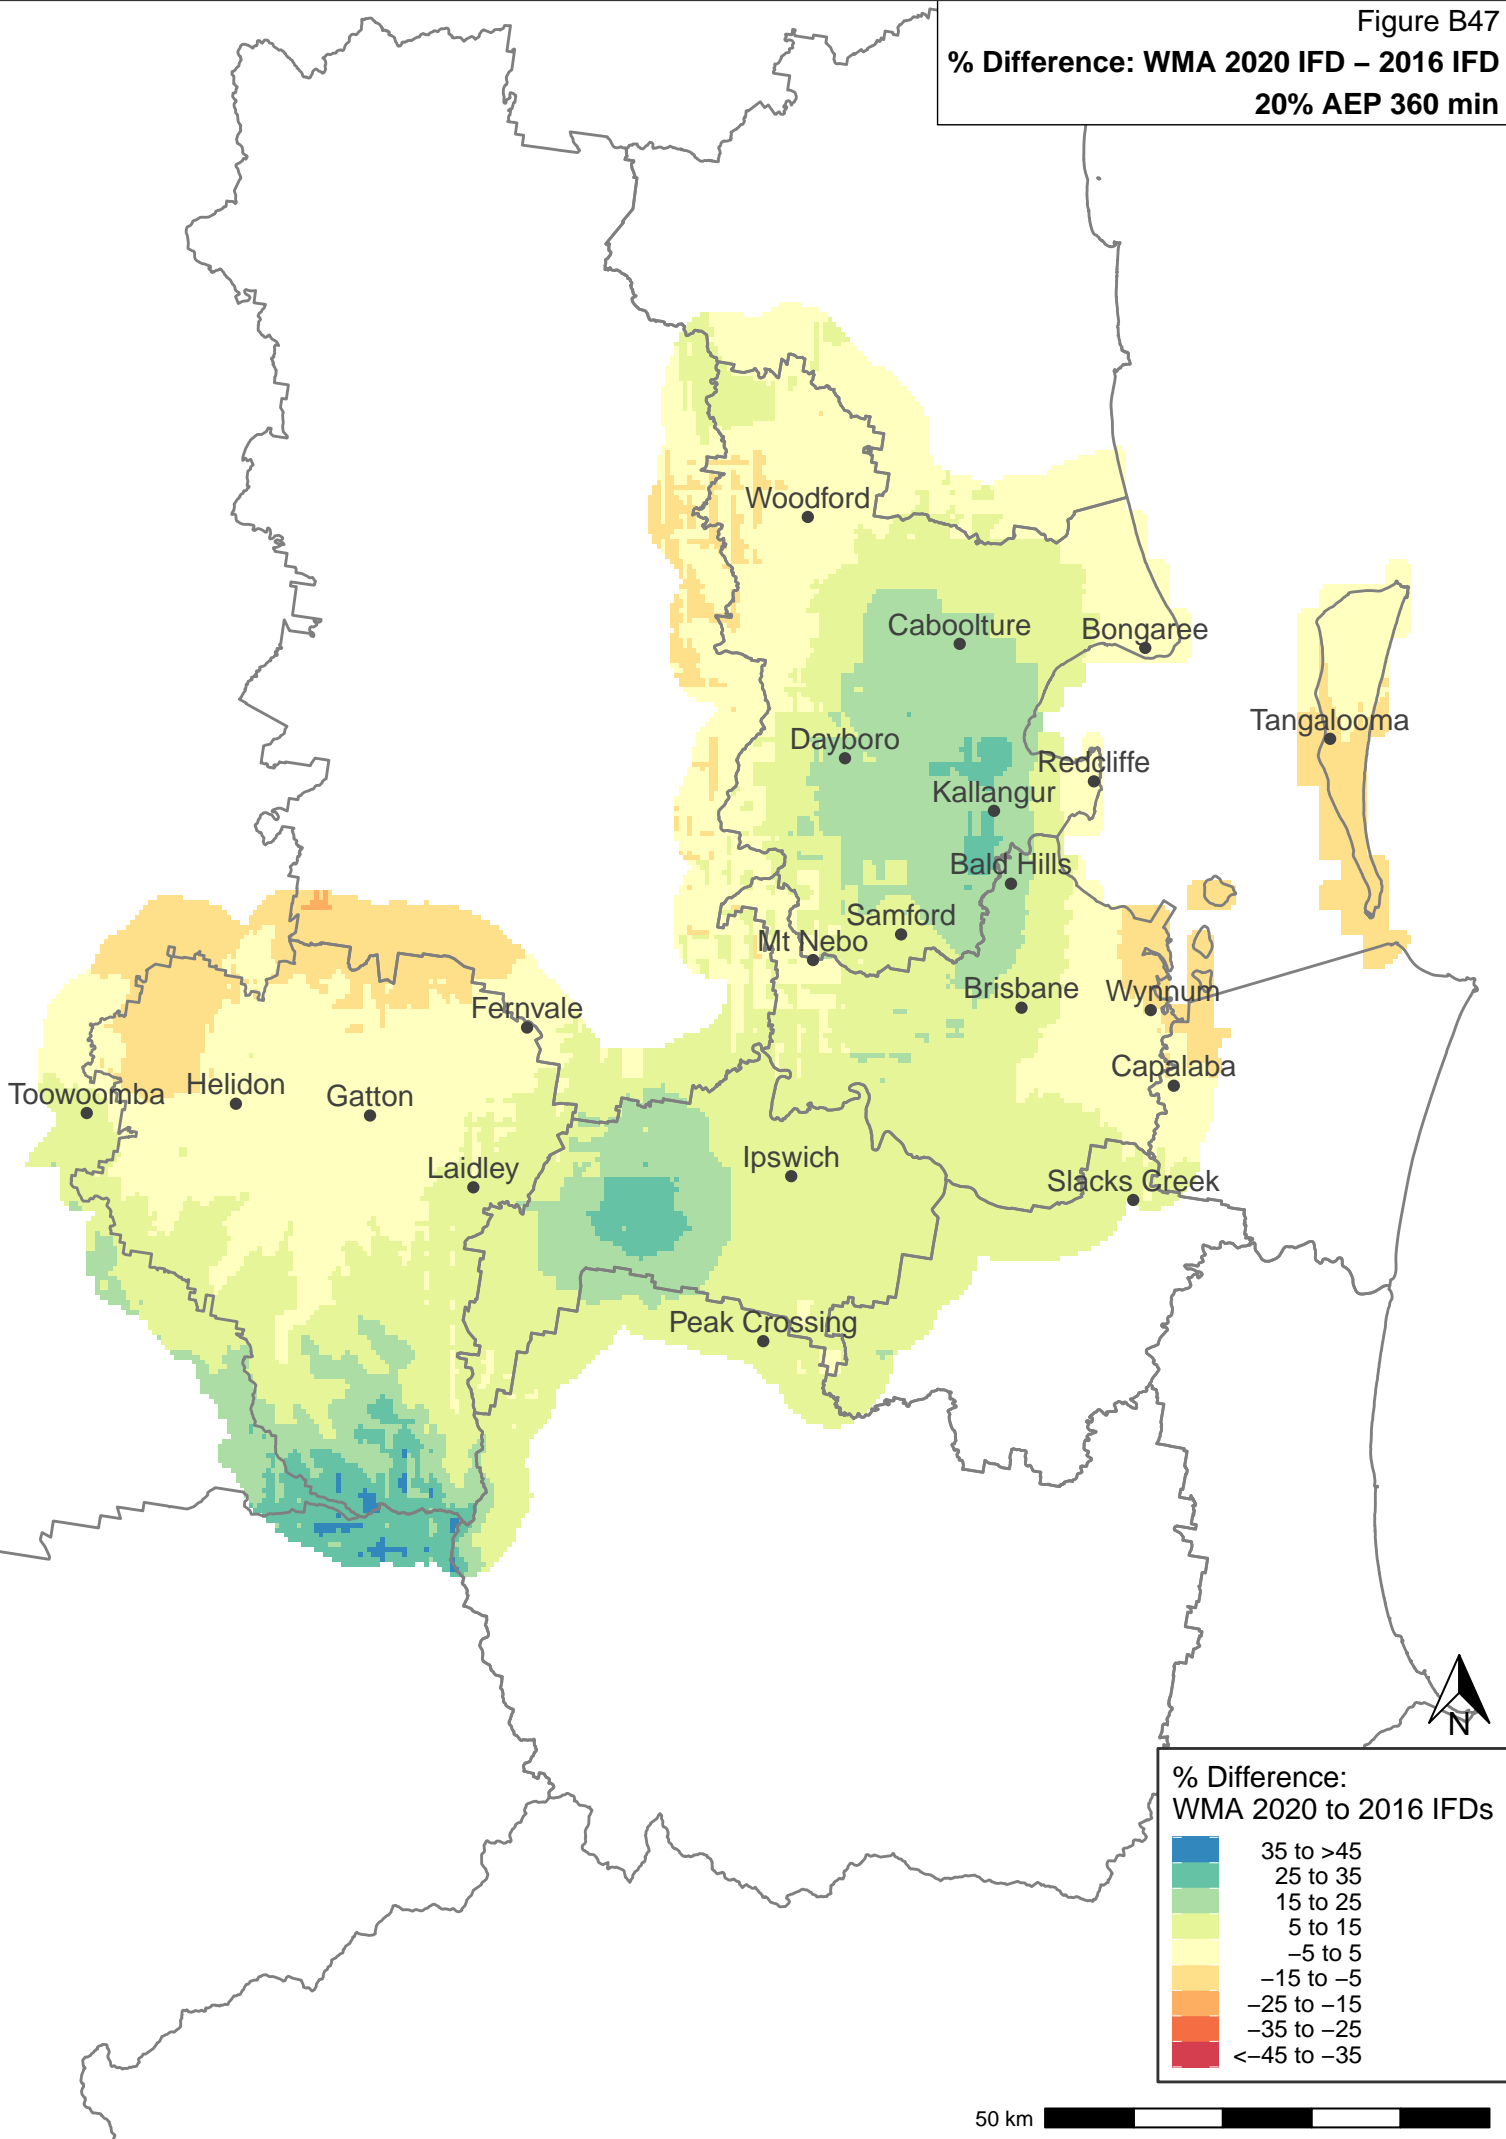 Figure B47
% Difference: WMA 2020 IFD – 2016 IFD
20% AEP 360 min
Woodford
Caboolture
Bongaree
Tangalooma
Dayboro
Redcliffe
Kallangur
Bald Hills
Samford
Mt Nebo
Brisbane
Wynnum
Fernvale
Capalaba
Toowoomba
Helidon
Gatton
Ipswich
Laidley
Slacks Creek
Peak Crossing
N
% Difference:
WMA 2020 to 2016 IFDs
35 to >45
25 to 35
15 to 25
5 to 15
−5 to 5
−15 to −5
−25 to −15
−35 to −25
<−45 to −35
50 km